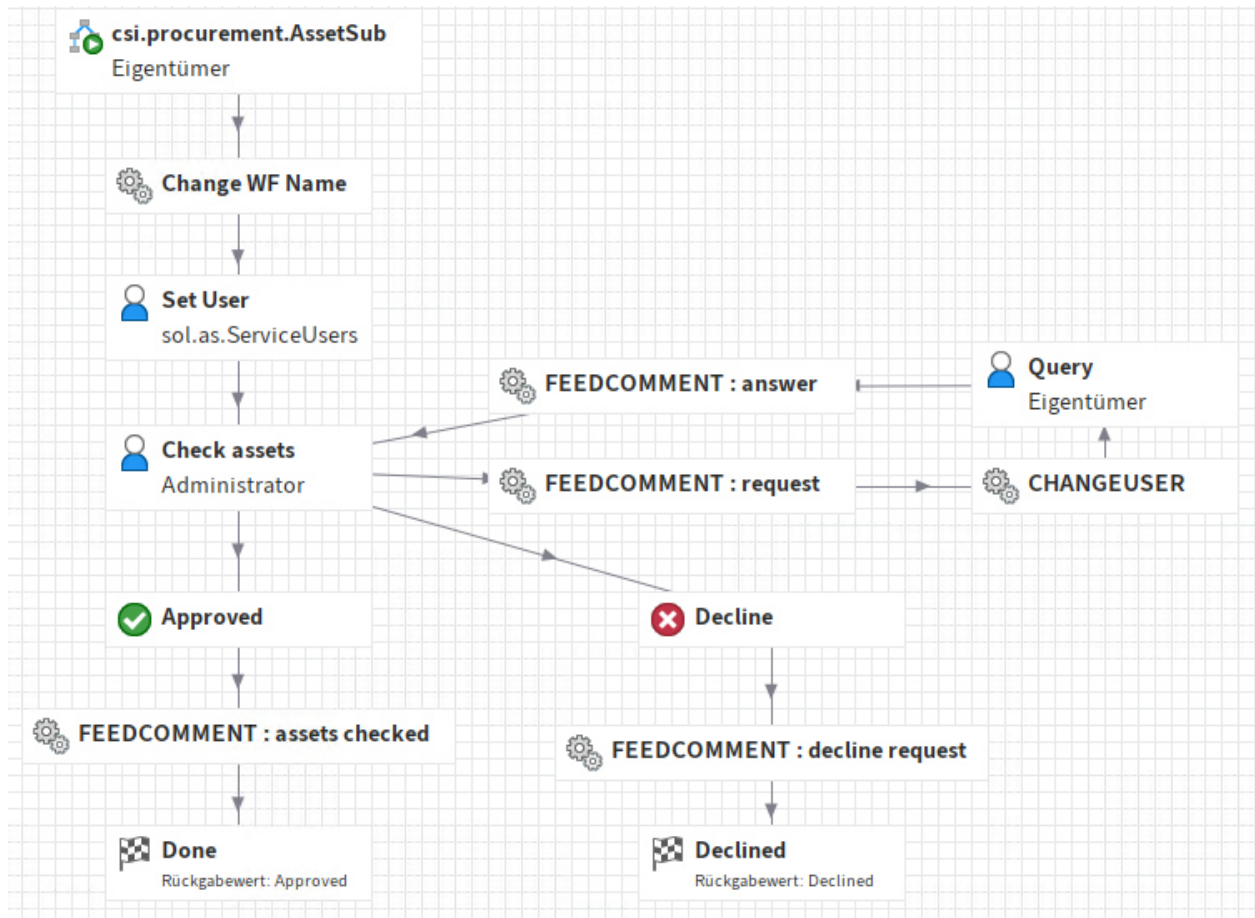 csi.procurement.AssetSub
Eigentümer
Change WF Name
Set User
sol.as.ServiceUsers
FEEDCOMMENT : answer
Query
Eigentümer
Check assets
Administrator
FEEDCOMMENT : request
CHANGEUSER
Approved
Decline
FEEDCOMMENT : assets checked
FEEDCOMMENT : decline request
Done
Rückgabewert: Approved
Declined
Rückgabewert: Declined